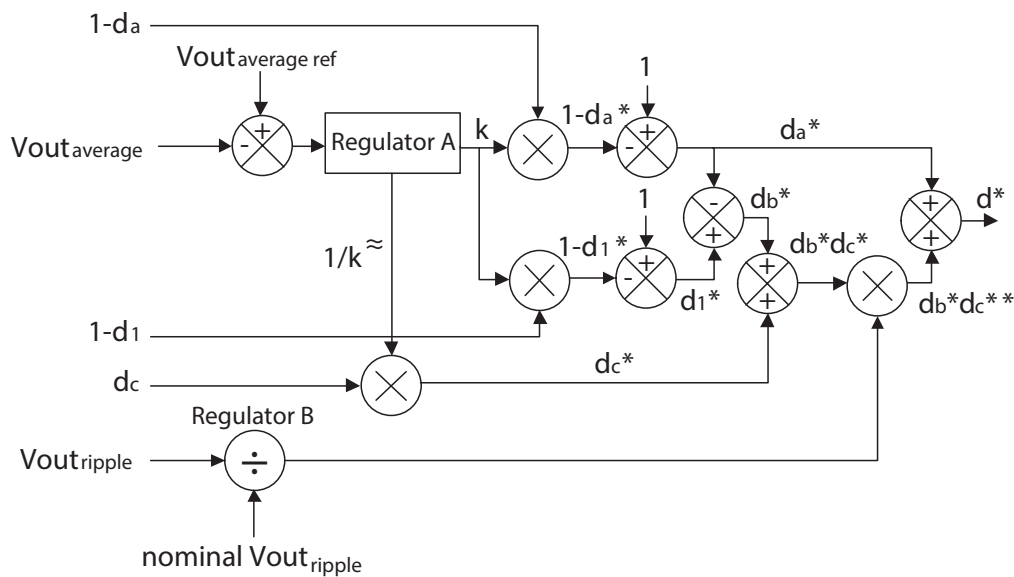 1-da
Vout average ref
1
1-da*
da*
+
-
Regulator A
k
+
-
+
+
d*
Vout average
-
+
db*
1
1/k ≈
1-d1*
+
-
d1*
+
+
db*dc*
db*dc**
1-d1
dc
dc*
Regulator B
Vout ripple
÷
nominal Vout ripple